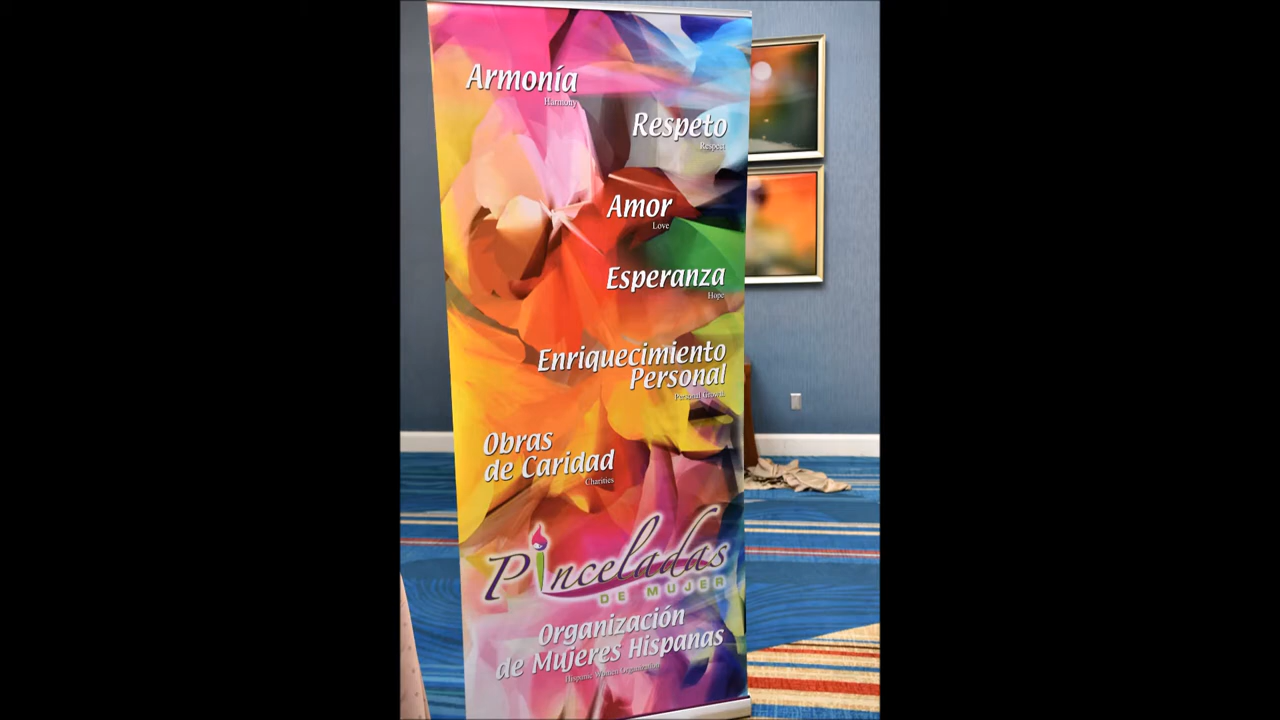 Armonía
Harmony
Respeto
Respect
Amor
Love
Esperanza
Hope
Enriquecimiento
Personal
Personal Growth
Obras
de Caridad
Charities
Pinceladas
DE MUJER
Organización
de Mujeres Hispanas
Hispanic Women Organization